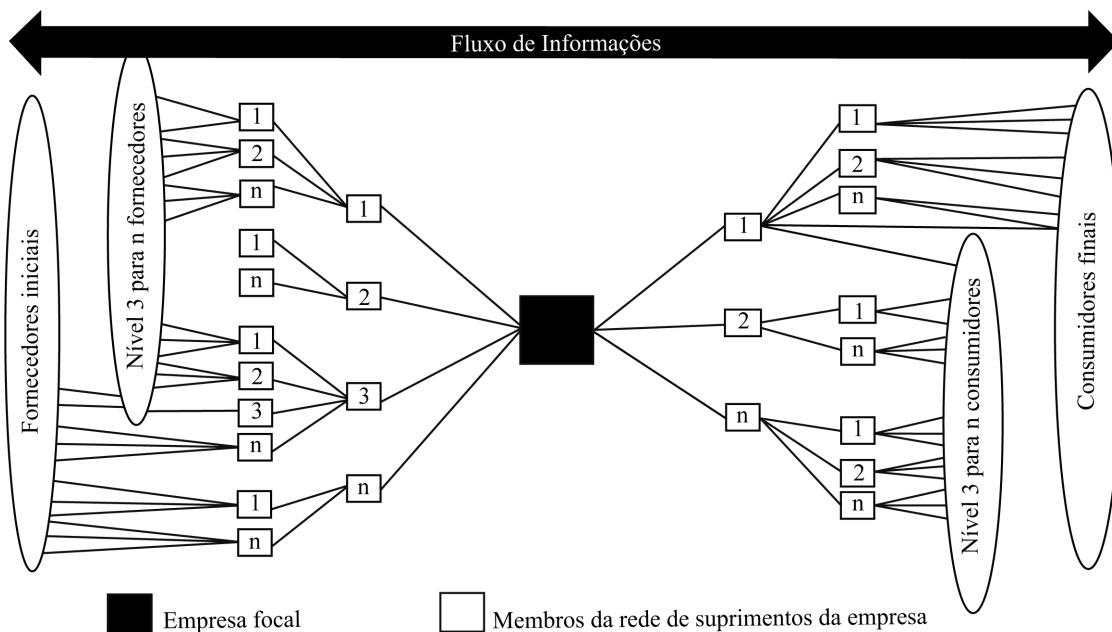 Fluxo de Informações
Fornecedores iniciais
Nível 3 para n fornecedores
1
2
n
1
n
1
2
3
n
1
n
1
2
3
n
1
2
n
1
2
n
1
n
1
2
n
Nível 3 para n consumidores
Consumidores finais
Empresa focal
Membros da rede de suprimentos da empresa